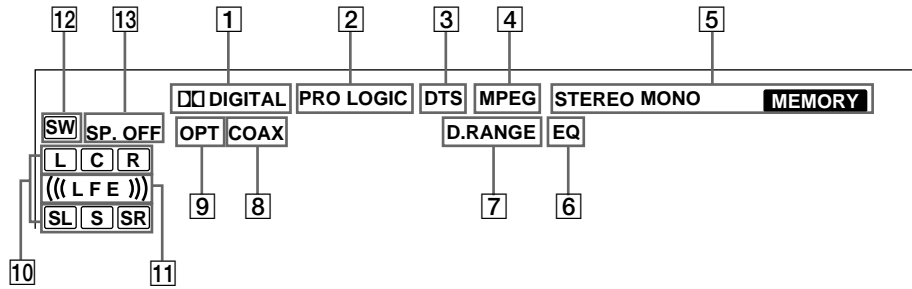 12 13 1 2 3 4 5
DIGITAL PRO LOGIC DTS MPEG STEREO MONO MEMORY
SW SP. OFF OPT COAX D.RANGE EQ
L C R
((( L F E )))
SL S SR
9 8 7 6
10 11